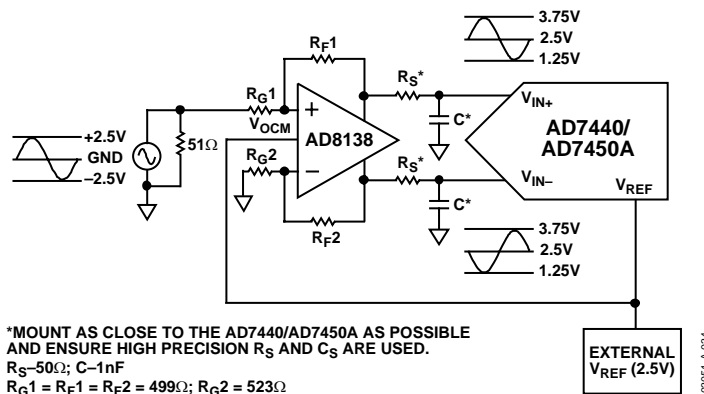 3.75V
2.5V
1.25V
RF1
RS*
RG1
VIN+
+
VOCM
C*
AD8138
AD7440/
AD7450A
+2.5V
GND
–2.5V
51Ω
RG2
RS*
–
VIN–
VREF
C*
RF2
3.75V
2.5V
1.25V
*MOUNT AS CLOSE TO THE AD7440/AD7450A AS POSSIBLE
AND ENSURE HIGH PRECISION RS AND CS ARE USED.
RS–50Ω; C–1nF
RG1 = RF1 = RF2 = 499Ω; RG2 = 523Ω
EXTERNAL
VREF (2.5V)